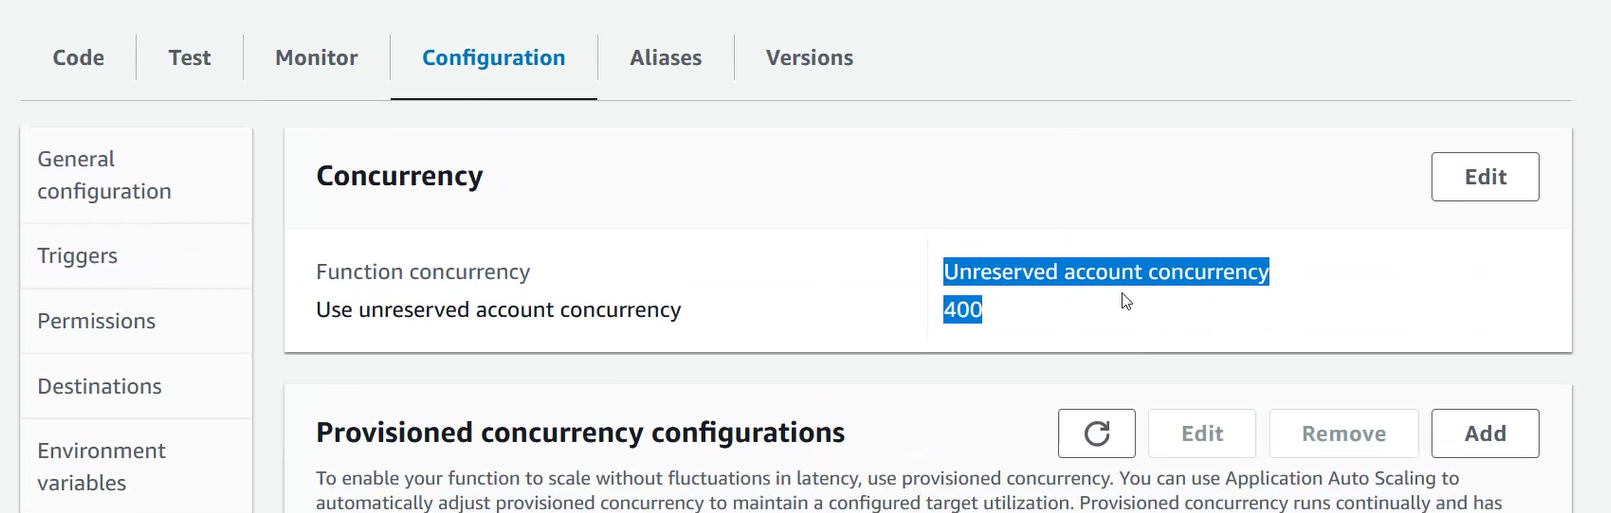 Code Test Monitor Configuration Aliases Versions
General
configuration
Triggers
Permissions
Destinations
Environment
variables
Concurrency
Edit
Function concurrency
Use unreserved account concurrency
Unreserved account concurrency
400
Provisioned concurrency configurations
Edit Remove Add
To enable your function to scale without fluctuations in latency, use provisioned concurrency. You can use Application Auto Scaling to
automatically adjust provisioned concurrency to maintain a configured target utilization. Provisioned concurrency runs continually and has